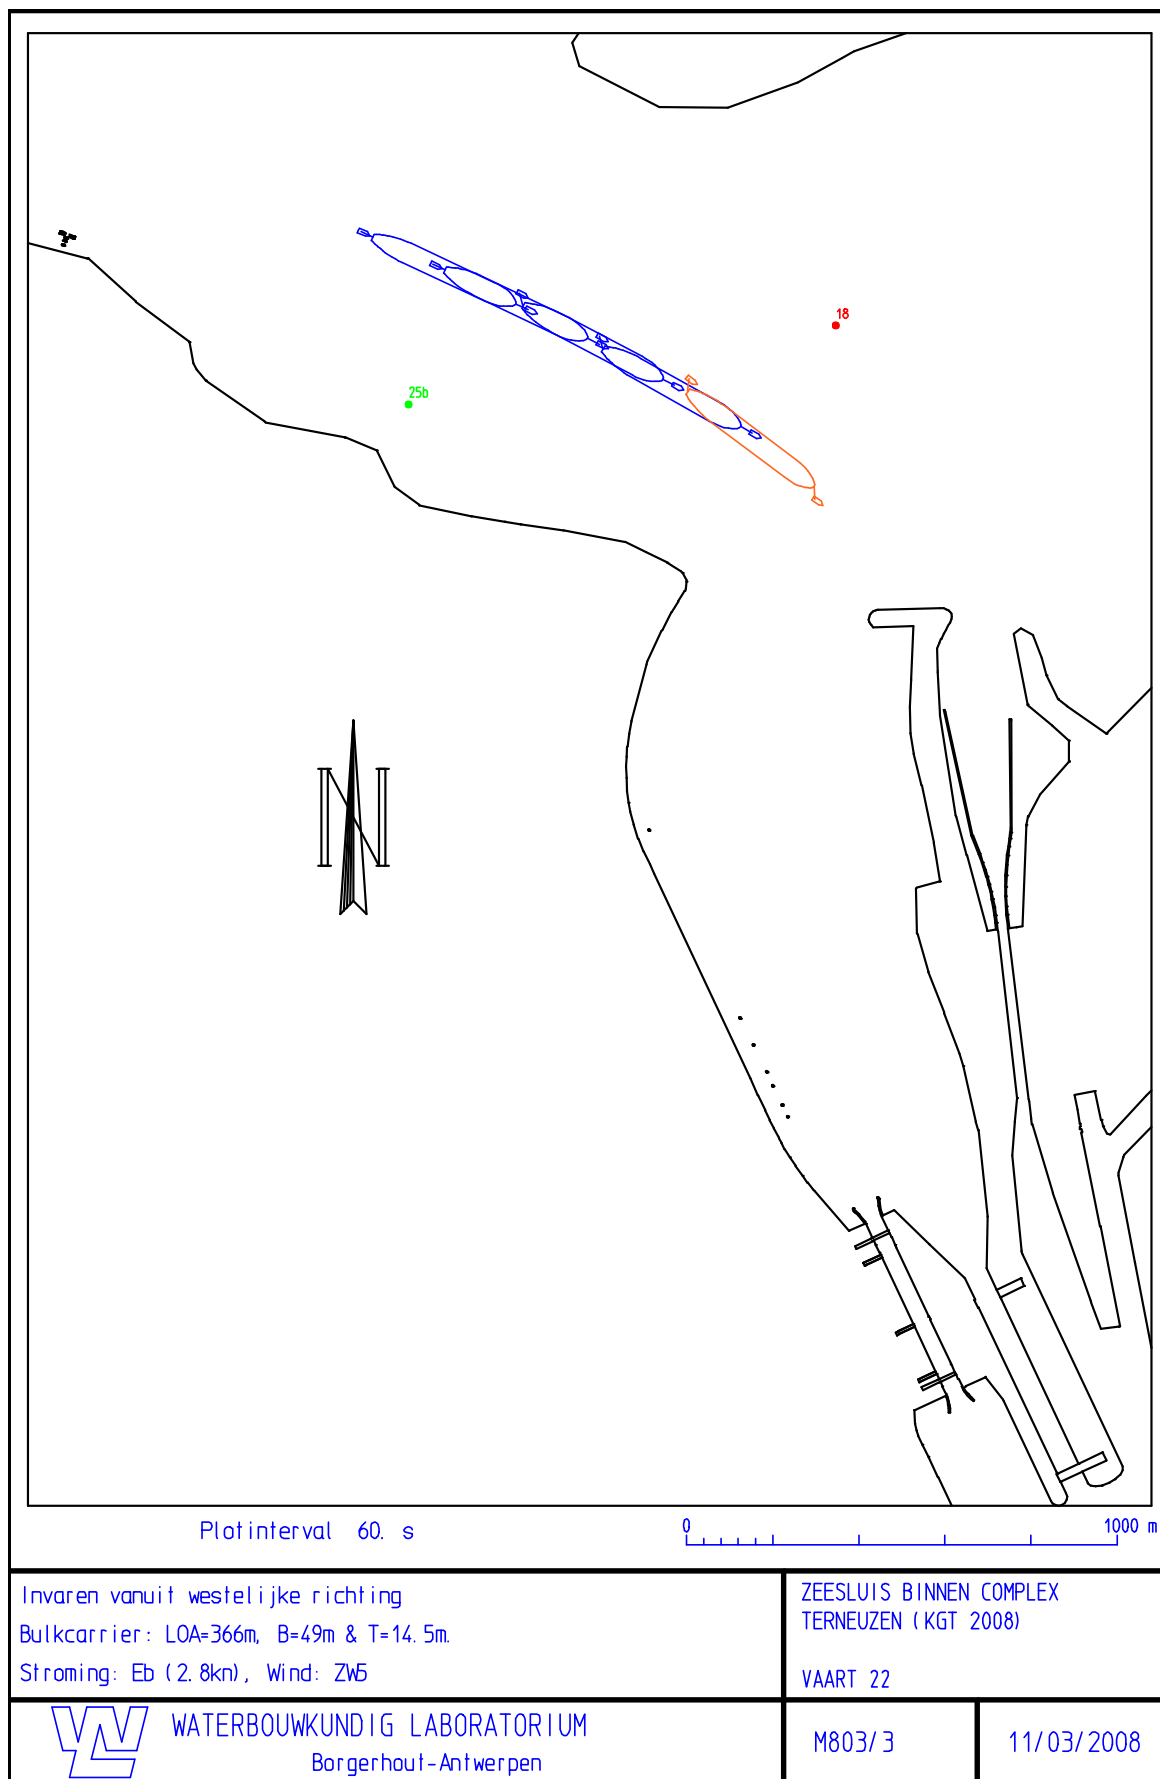 18
25b
N
Plotinterval 60. s
0 1000 m
Invaren vanuit westelijke richting
Bulkcarrier: LOA=366m, B=49m & T=14.5m.
Stroming: Eb (2.8kn), Wind: ZW5
ZEESLUIS BINNEN COMPLEX
TERNEUZEN (KGT 2008)
VAART 22
WL
WATERBOUWKUNDIG LABORATORIUM
Borgerhout-Antwerpen
M803/3
11/03/2008